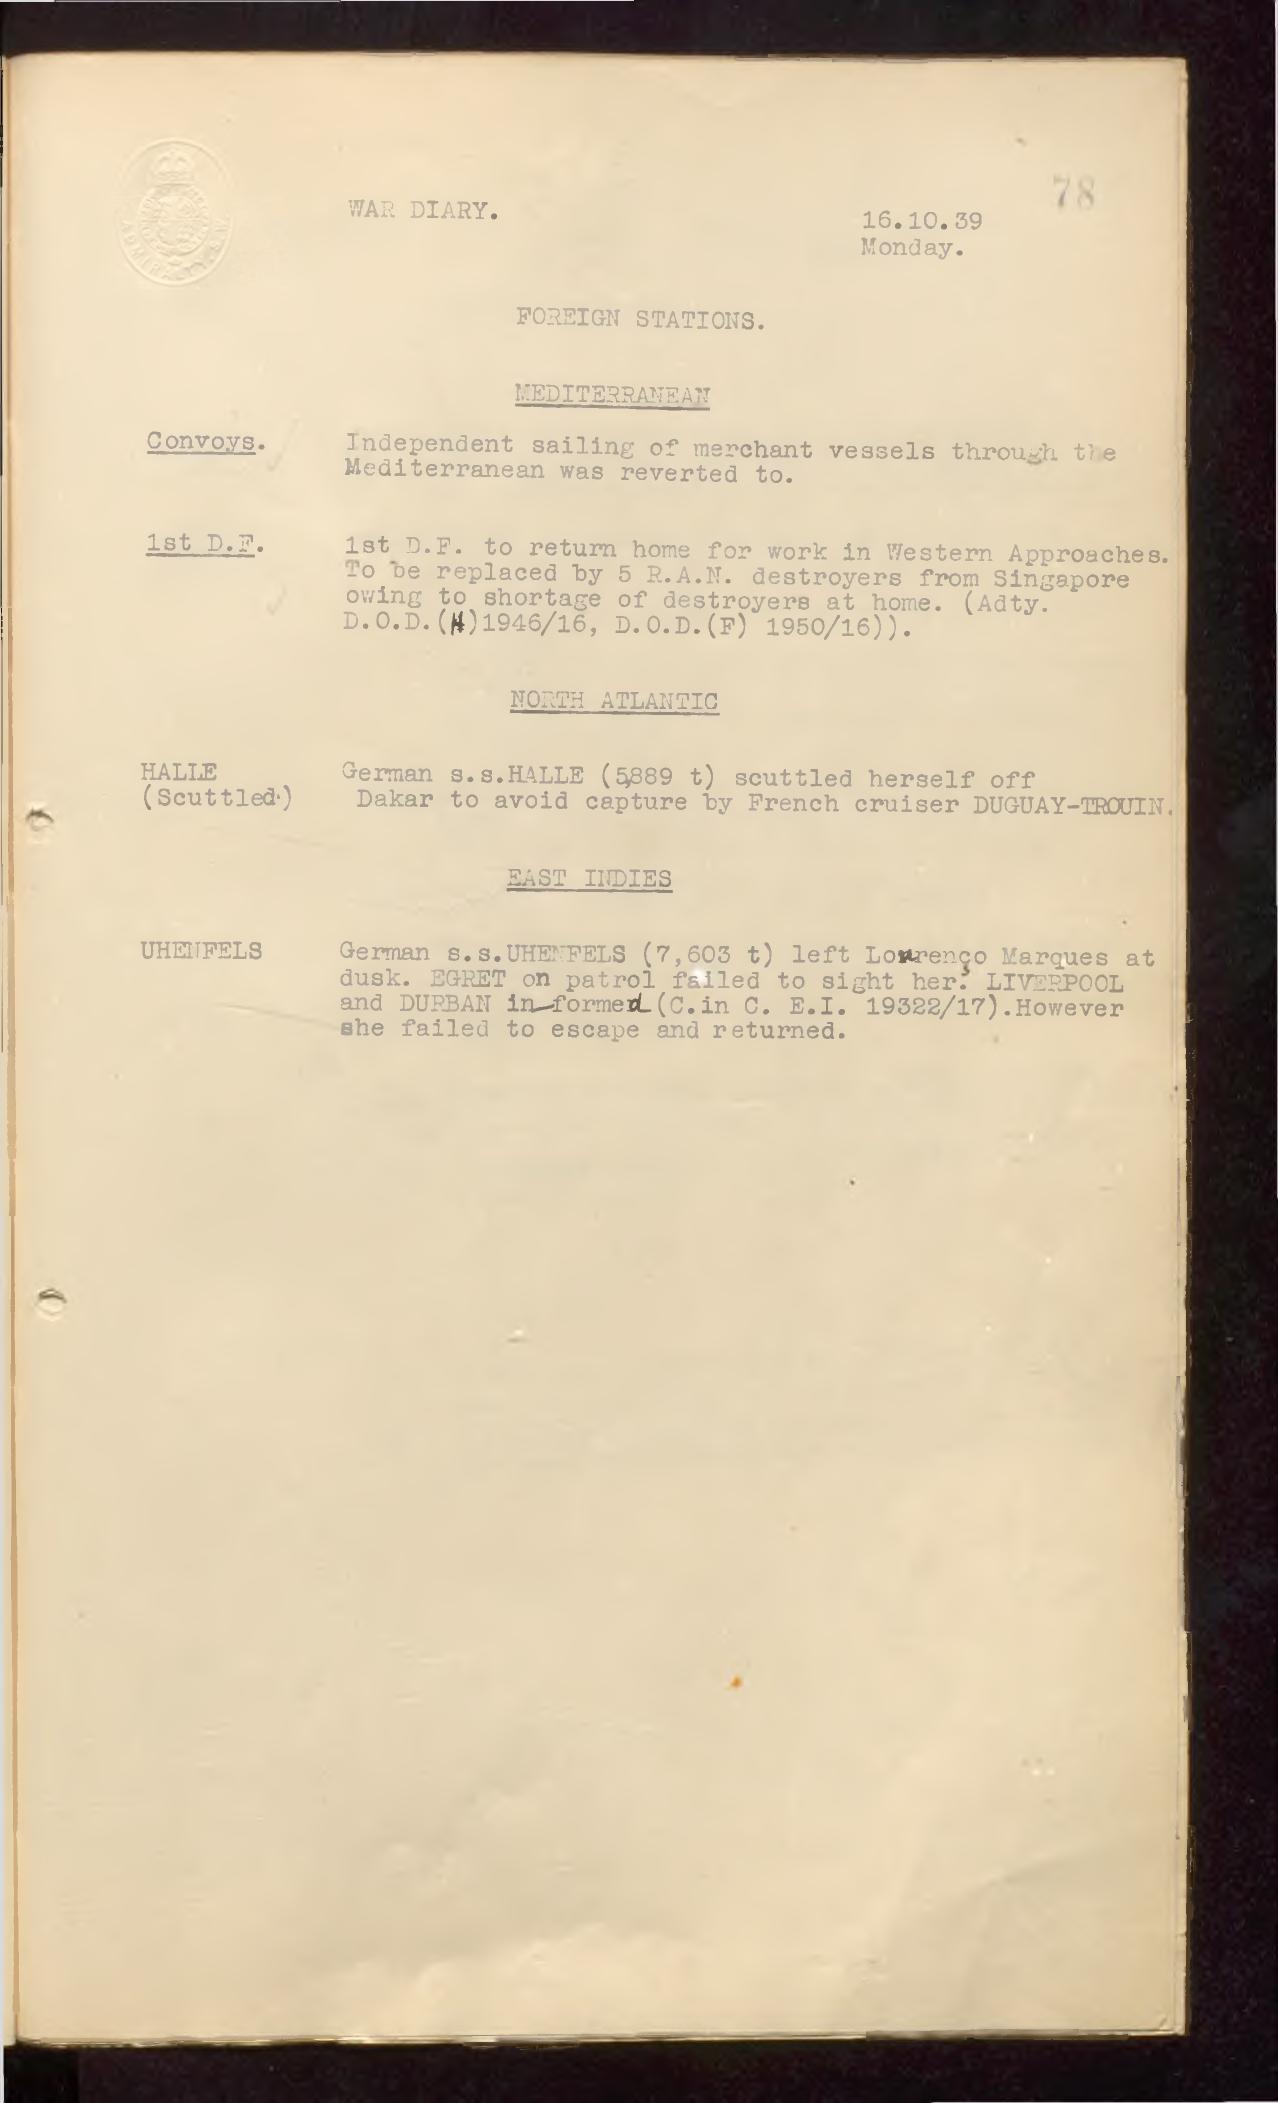 78
WAR DIARY.
16.10.39
Monday.
FOREIGN STATIONS.
MEDITERRANEAN
Convoys. Independent sailing of merchant vessels through the
Mediterranean was reverted to.
1st D.F. 1st D.F. to return home for work in Western Approaches.
To be replaced by 5 R.A.N. destroyers from Singapore
owing to shortage of destroyers at home. (Adty.
D.O.D.(H)1946/16, D.O.D.(F) 1950/16)).
NORTH ATLANTIC
HALLE German s.s.HALLE (5,889 t) scuttled herself off
(Scuttled.) Dakar to avoid capture by French cruiser DUGUAY-TROUIN.
EAST INDIES
UHENFELS German s.s.UHENFELS (7,603 t) left Lourenço Marques at
dusk. EGRET on patrol failed to sight her. LIVERPOOL
and DURBAN in-formed (C.in C. E.I. 19322/17).However
she failed to escape and returned.